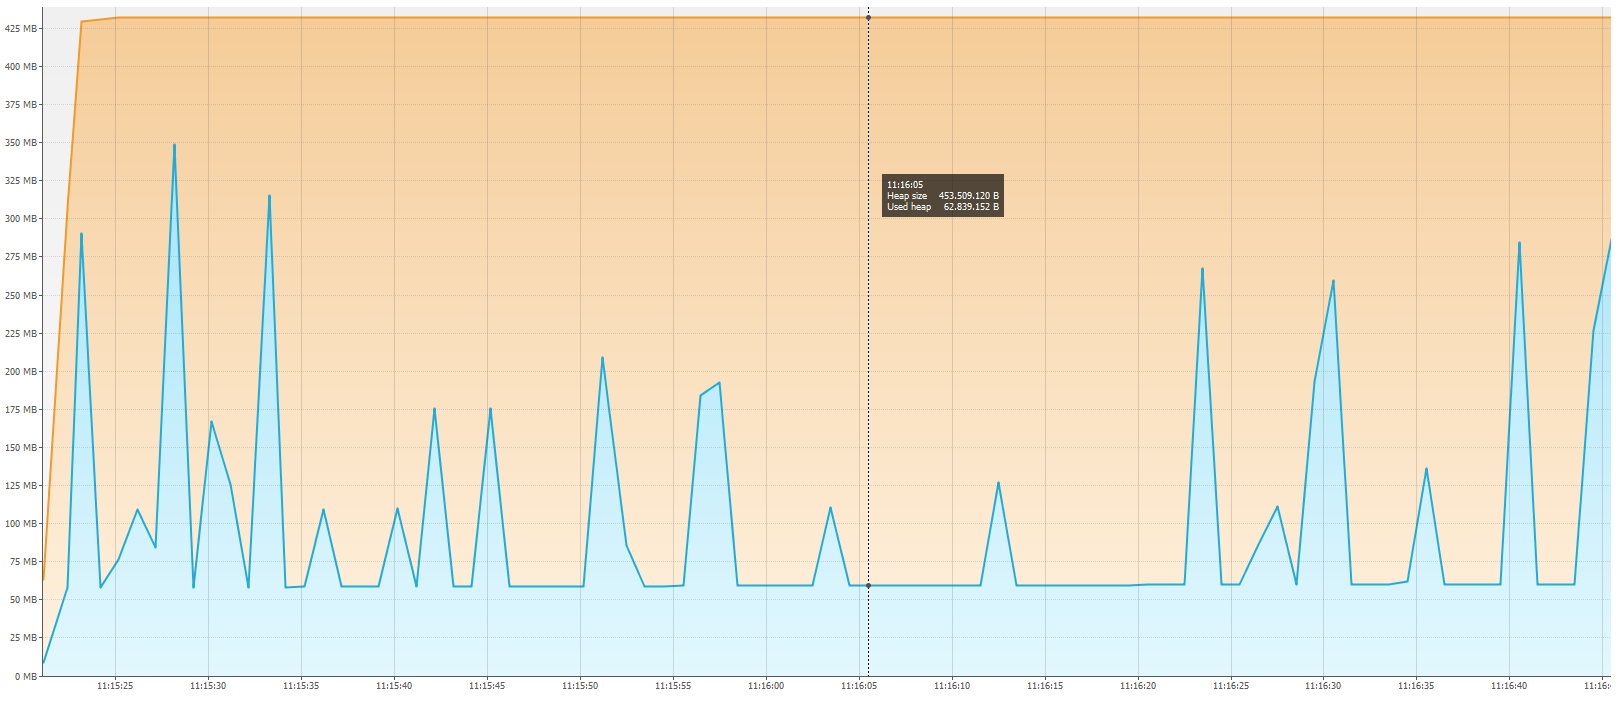 425 MB
400 MB
375 MB
350 MB
325 MB
300 MB
275 MB
250 MB
225 MB
200 MB
175 MB
150 MB
125 MB
100 MB
75 MB
50 MB
25 MB
0 MB
11:16:05
Heap size 453.509.120 B
Used heap 62.839.152 B
11:15:25 11:15:30 11:15:35 11:15:40 11:15:45 11:15:50 11:15:55 11:16:00 11:16:05 11:16:10 11:16:15 11:16:20 11:16:25 11:16:30 11:16:35 11:16:40